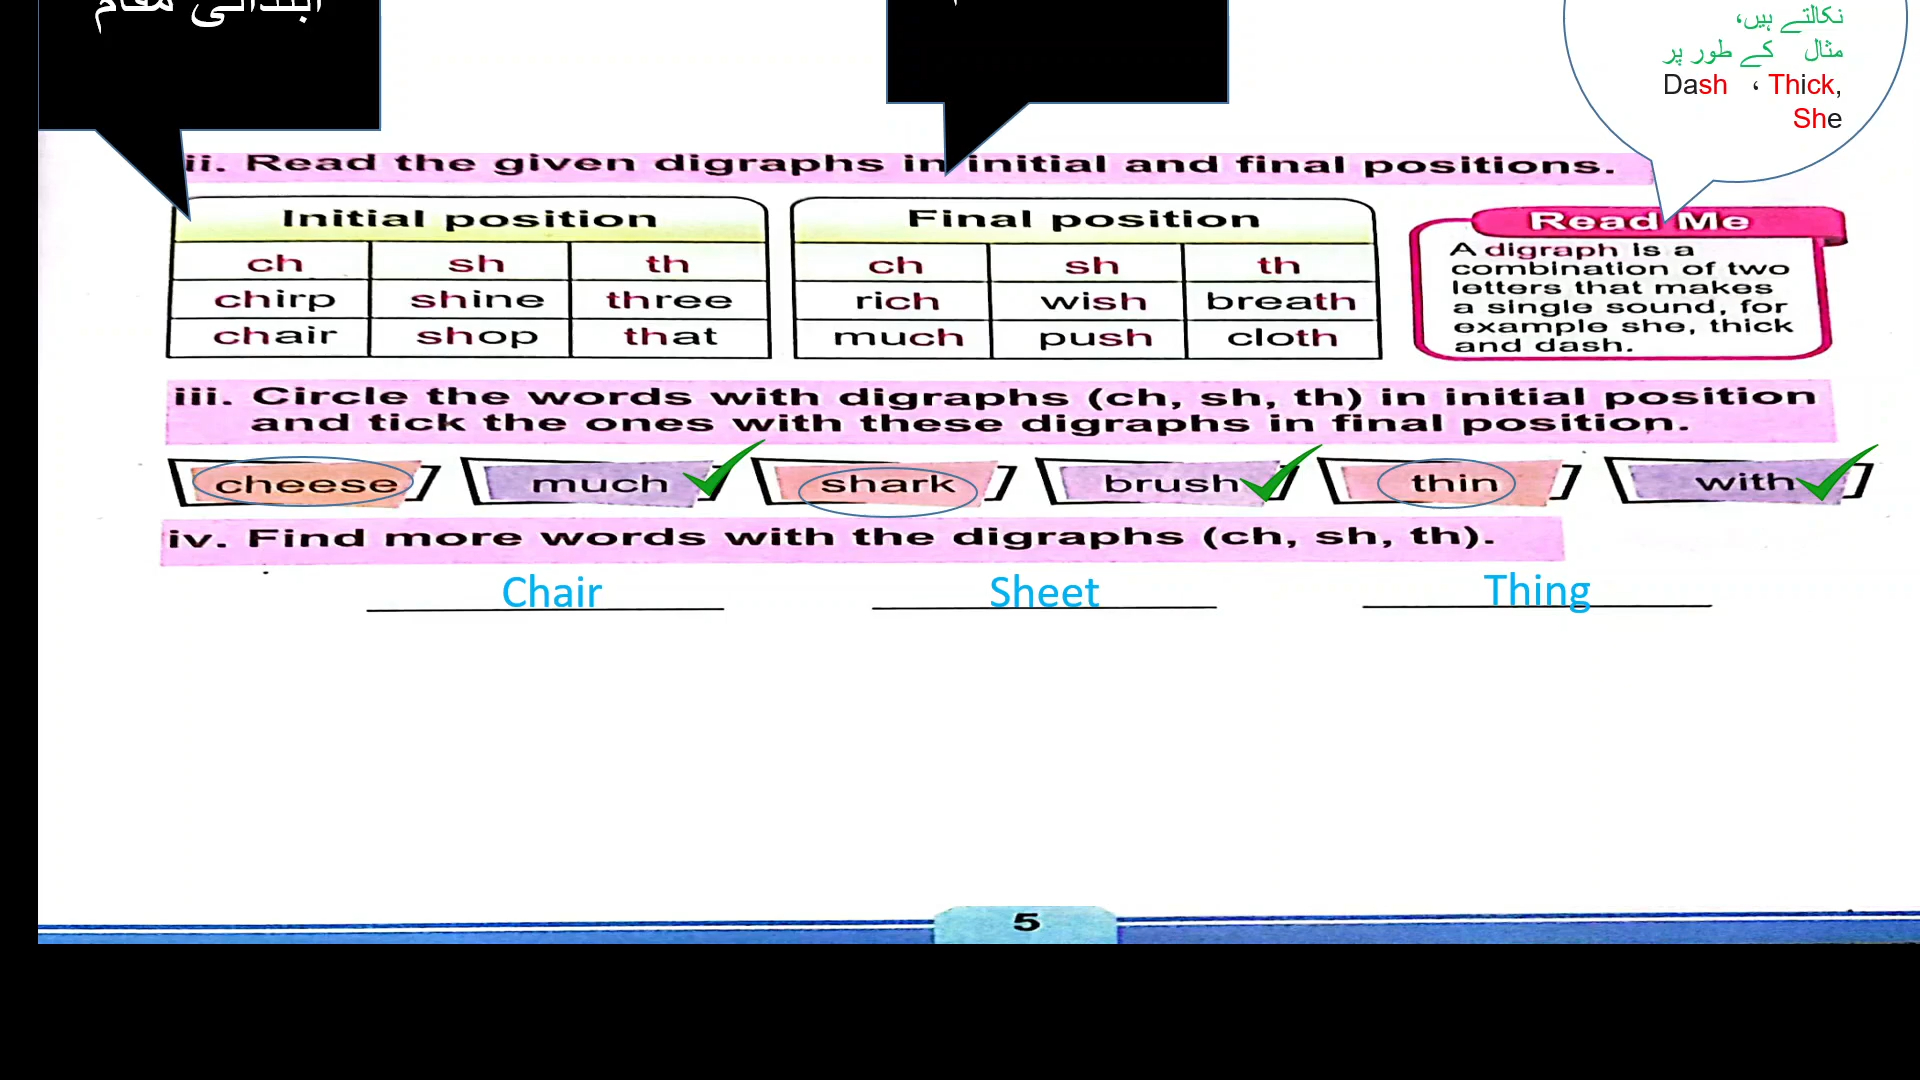 ابتدائی مقام
نکالتے ہیں،
مثال کے طور پر
Dash ، Thick,
She
ii. Read the given digraphs in initial and final positions.
Initial position
ch sh th
chirp shine three
chair shop that
Final position
ch sh th
rich wish breath
much push cloth
Read Me
A digraph is a
combination of two
letters that makes
a single sound, for
example she, thick
and dash.
iii. Circle the words with digraphs (ch, sh, th) in initial position
and tick the ones with these digraphs in final position.
cheese much shark brush thin with
iv. Find more words with the digraphs (ch, sh, th).
Chair Sheet Thing
5